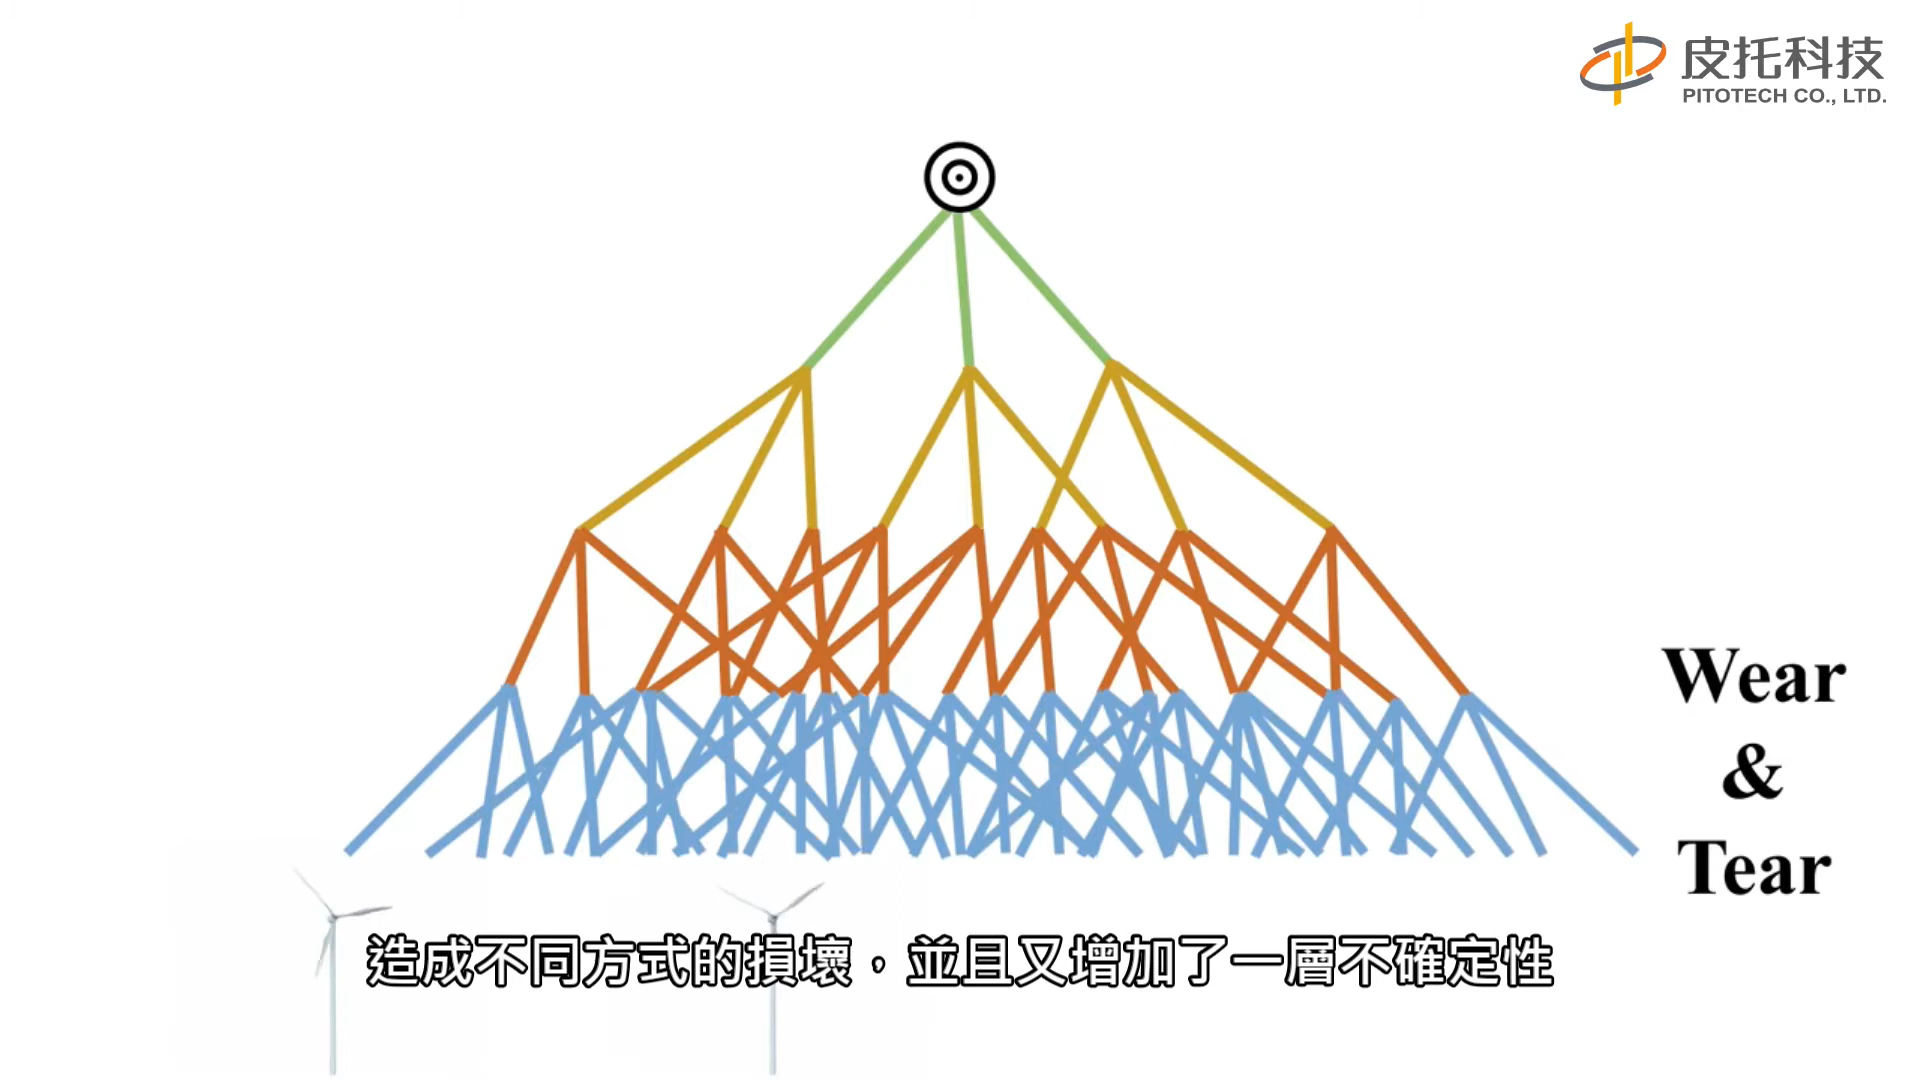 皮托科技
PITOTECH CO., LTD.
Wear
&
Tear
造成不同方式的損壞，並且又增加了一層不確定性